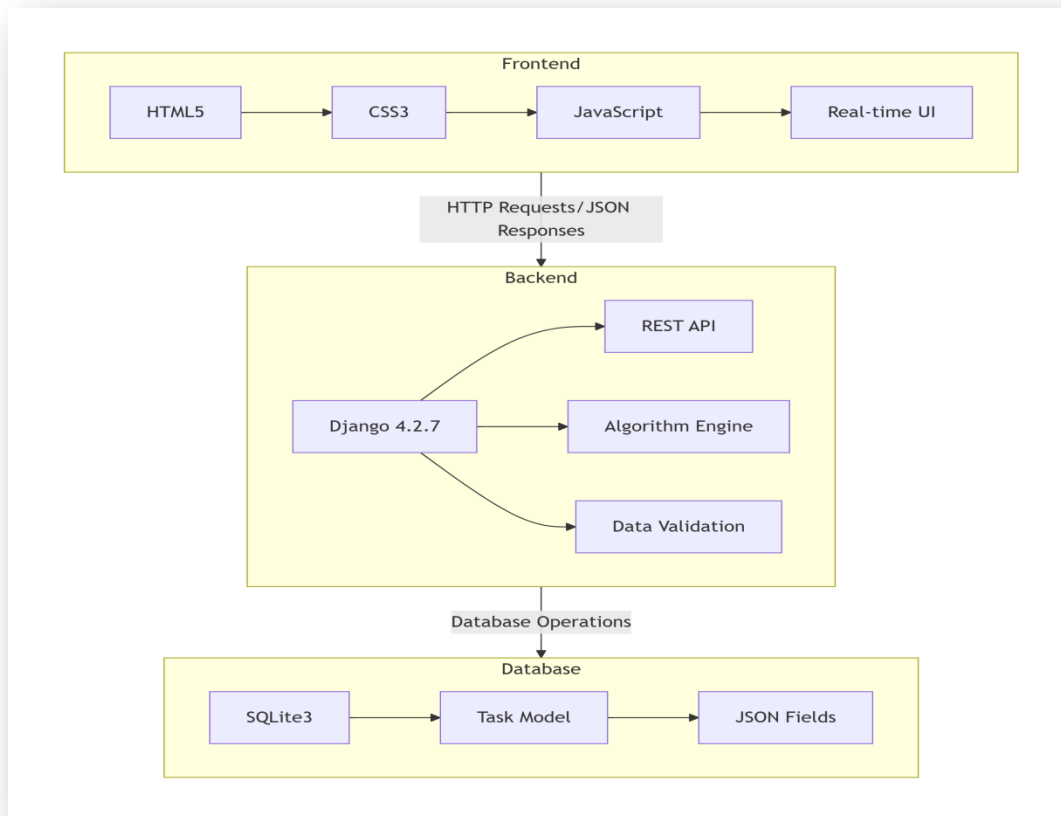 Frontend
HTML5
CSS3
JavaScript
Real-time UI
HTTP Requests/JSON
Responses
Backend
REST API
Django 4.2.7
Algorithm Engine
Data Validation
Database Operations
Database
SQLite3
Task Model
JSON Fields